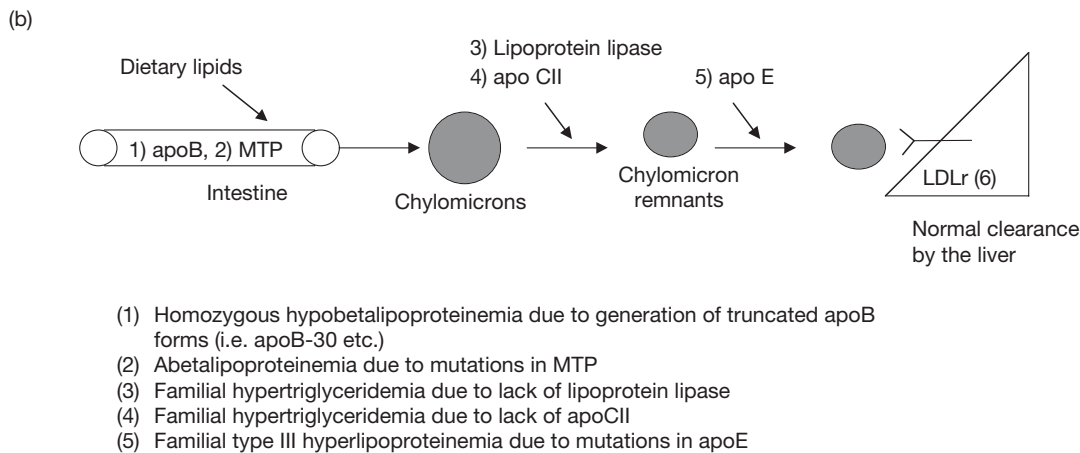 (b)
3) Lipoprotein lipase
Dietary lipids
4) apo CII
5) apo E
1) apoB, 2) MTP
Intestine
Chylomicrons
Chylomicron
remnants
LDLr (6)
Normal clearance
by the liver
(1) Homozygous hypobetalipoproteinemia due to generation of truncated apoB
forms (i.e. apoB-30 etc.)
(2) Abetalipoproteinemia due to mutations in MTP
(3) Familial hypertriglyceridemia due to lack of lipoprotein lipase
(4) Familial hypertriglyceridemia due to lack of apoCII
(5) Familial type III hyperlipoproteinemia due to mutations in apoE